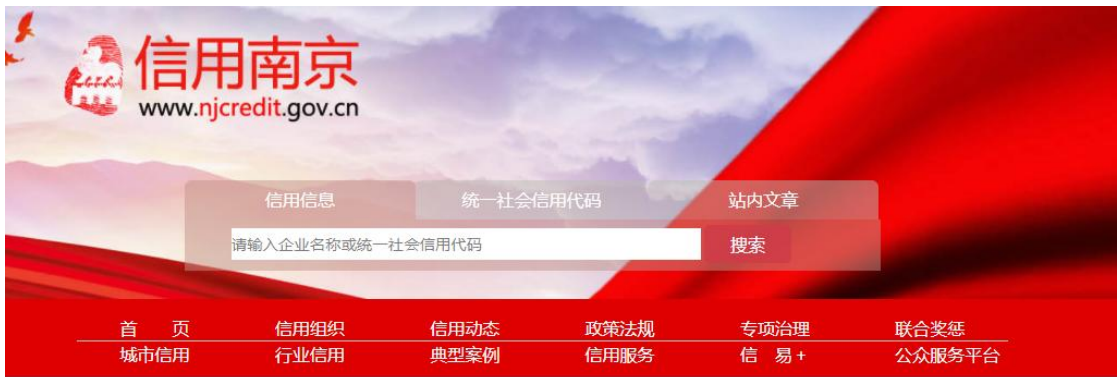 信用南京
www.njcredit.gov.cn
信用信息 统一社会信用代码 站内文章
请输入企业名称或统一社会信用代码 搜索
首 页 信用组织 信用动态 政策法规 专项治理 联合奖惩
城市信用 行业信用 典型案例 信用服务 信 易+ 公众服务平台